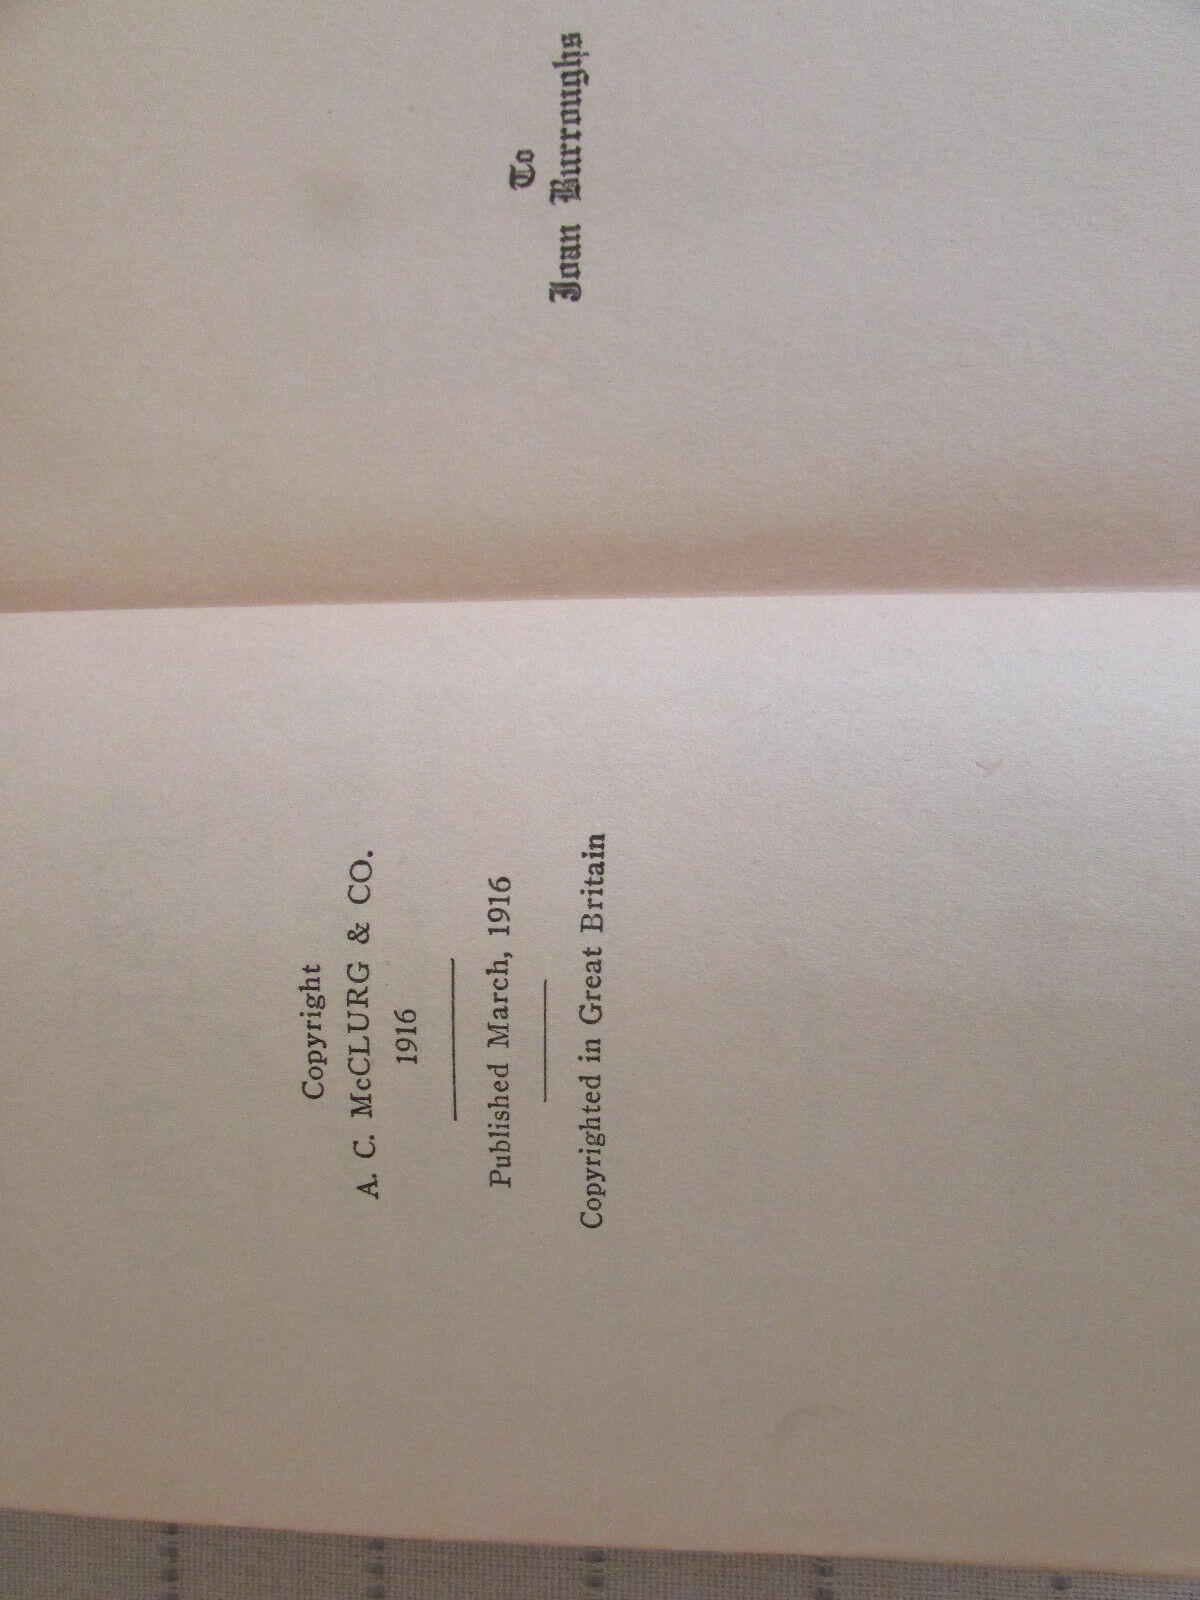 Copyright
A. C. McCLURG & CO.
1916
Published March, 1916
Copyrighted in Great Britain
To
Joan Burroughs